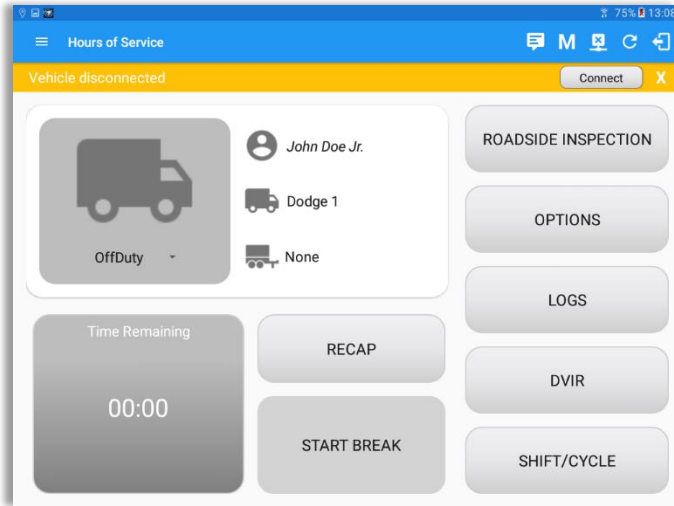 75% 13:08
Hours of Service
M
Vehicle disconnected
Connect
X
John Doe Jr.
Dodge 1
None
OffDuty
ROADSIDE INSPECTION
OPTIONS
LOGS
DVIR
SHIFT/CYCLE
Time Remaining
00:00
RECAP
START BREAK